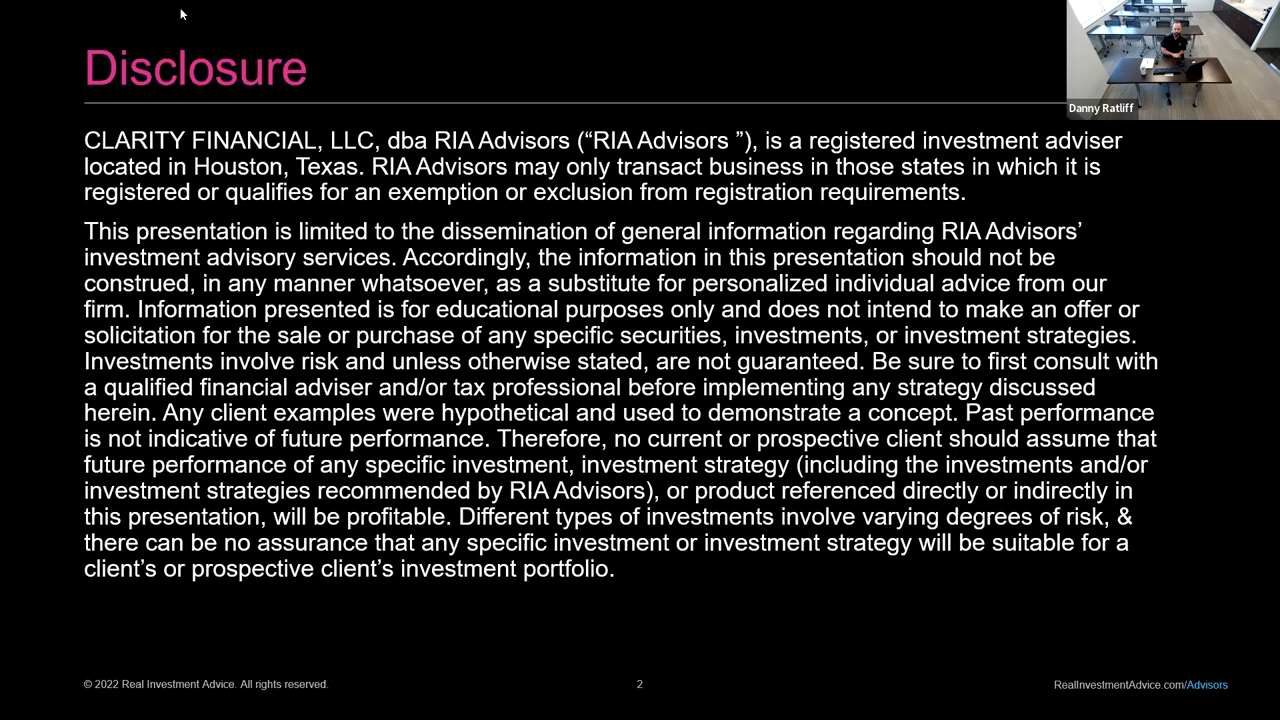 Disclosure
Danny Ratliff
CLARITY FINANCIAL, LLC, dba RIA Advisors (“RIA Advisors ”), is a registered investment adviser
located in Houston, Texas. RIA Advisors may only transact business in those states in which it is
registered or qualifies for an exemption or exclusion from registration requirements.
This presentation is limited to the dissemination of general information regarding RIA Advisors’
investment advisory services. Accordingly, the information in this presentation should not be
construed, in any manner whatsoever, as a substitute for personalized individual advice from our
firm. Information presented is for educational purposes only and does not intend to make an offer or
solicitation for the sale or purchase of any specific securities, investments, or investment strategies.
Investments involve risk and unless otherwise stated, are not guaranteed. Be sure to first consult with
a qualified financial adviser and/or tax professional before implementing any strategy discussed
herein. Any client examples were hypothetical and used to demonstrate a concept. Past performance
is not indicative of future performance. Therefore, no current or prospective client should assume that
future performance of any specific investment, investment strategy (including the investments and/or
investment strategies recommended by RIA Advisors), or product referenced directly or indirectly in
this presentation, will be profitable. Different types of investments involve varying degrees of risk, &
there can be no assurance that any specific investment or investment strategy will be suitable for a
client’s or prospective client’s investment portfolio.
© 2022 Real Investment Advice. All rights reserved.
2
RealInvestmentAdvice.com/Advisors